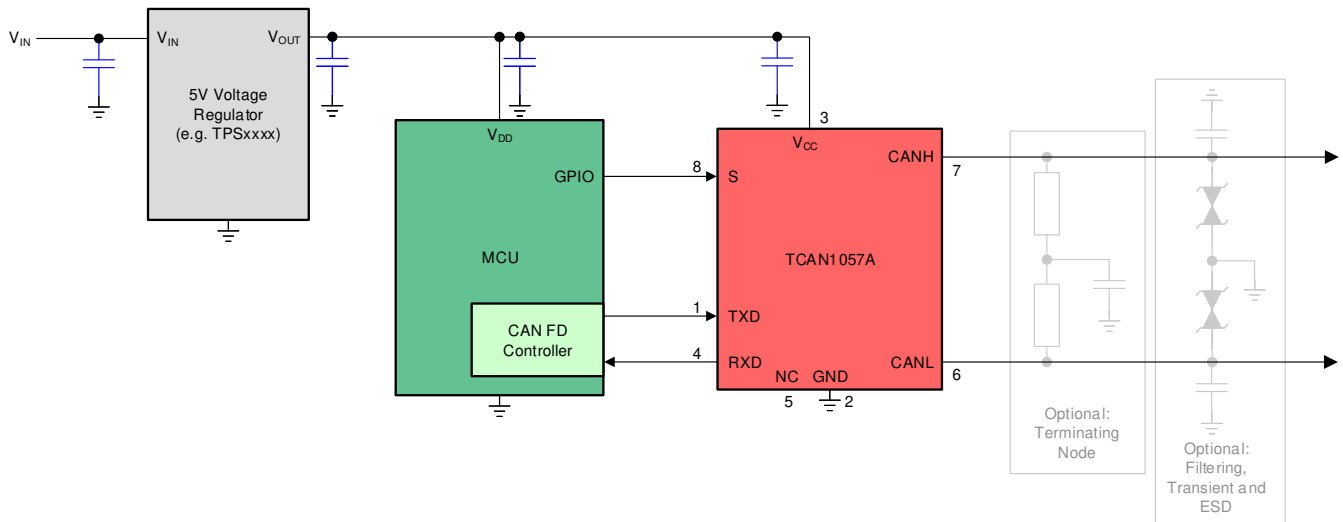 VIN
VIN
VOUT
5V Voltage
Regulator
(e.g. TPSxxxx)
VDD
GPIO
MCU
CAN FD
Controller
8
1
4
3
VCC
S
CANH
7
TCAN1057A
TXD
RXD
NC GND
CANL
6
5
2
Optional:
Terminating
Node
Optional:
Filtering,
Transient and
ESD